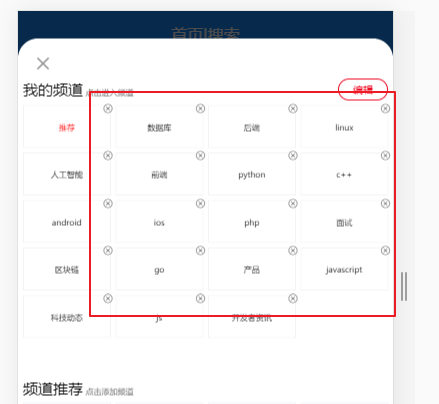 首页|搜索
我的频道 点击进入频道 编辑
推荐 数据库 后端 linux
人工智能 前端 python c++
android ios php 面试
区块链 go 产品 javascript
科技动态 js 开发者资讯
频道推荐 点击添加频道